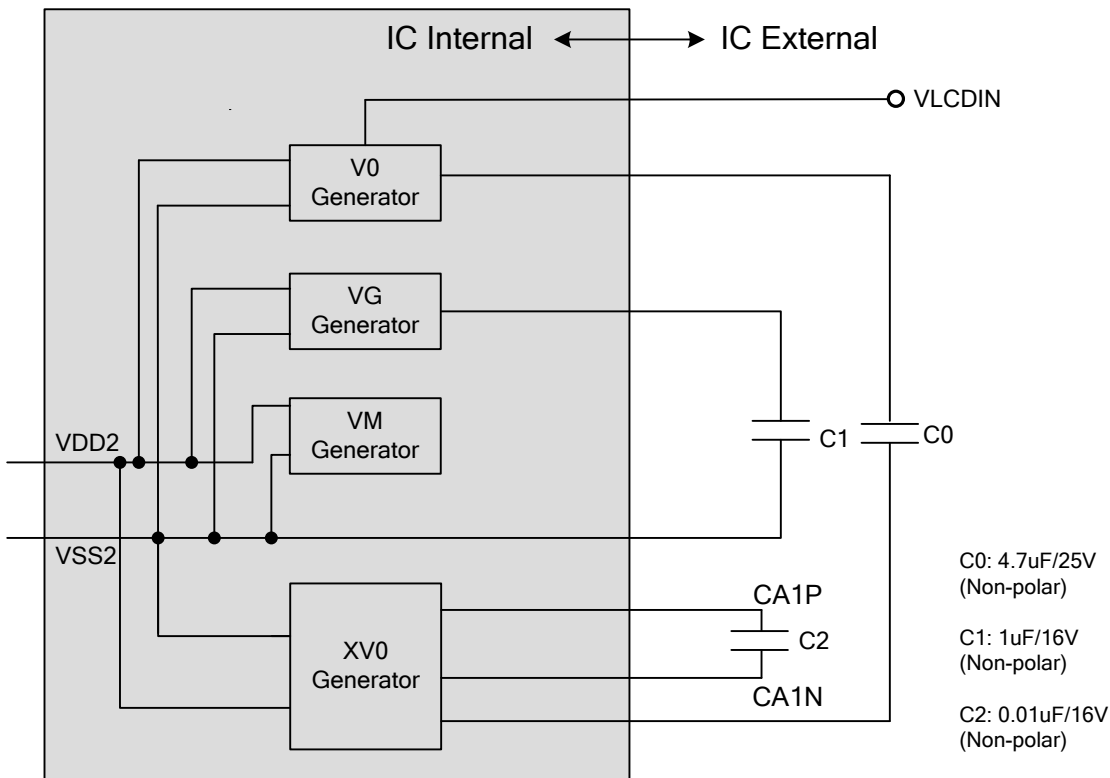 IC Internal
IC External
VLCDIN
V0
Generator
VG
Generator
VM
Generator
VDD2
C1
C0
VSS2
C0: 4.7uF/25V
(Non-polar)
CA1P
C2
C1: 1uF/16V
(Non-polar)
XV0
Generator
CA1N
C2: 0.01uF/16V
(Non-polar)